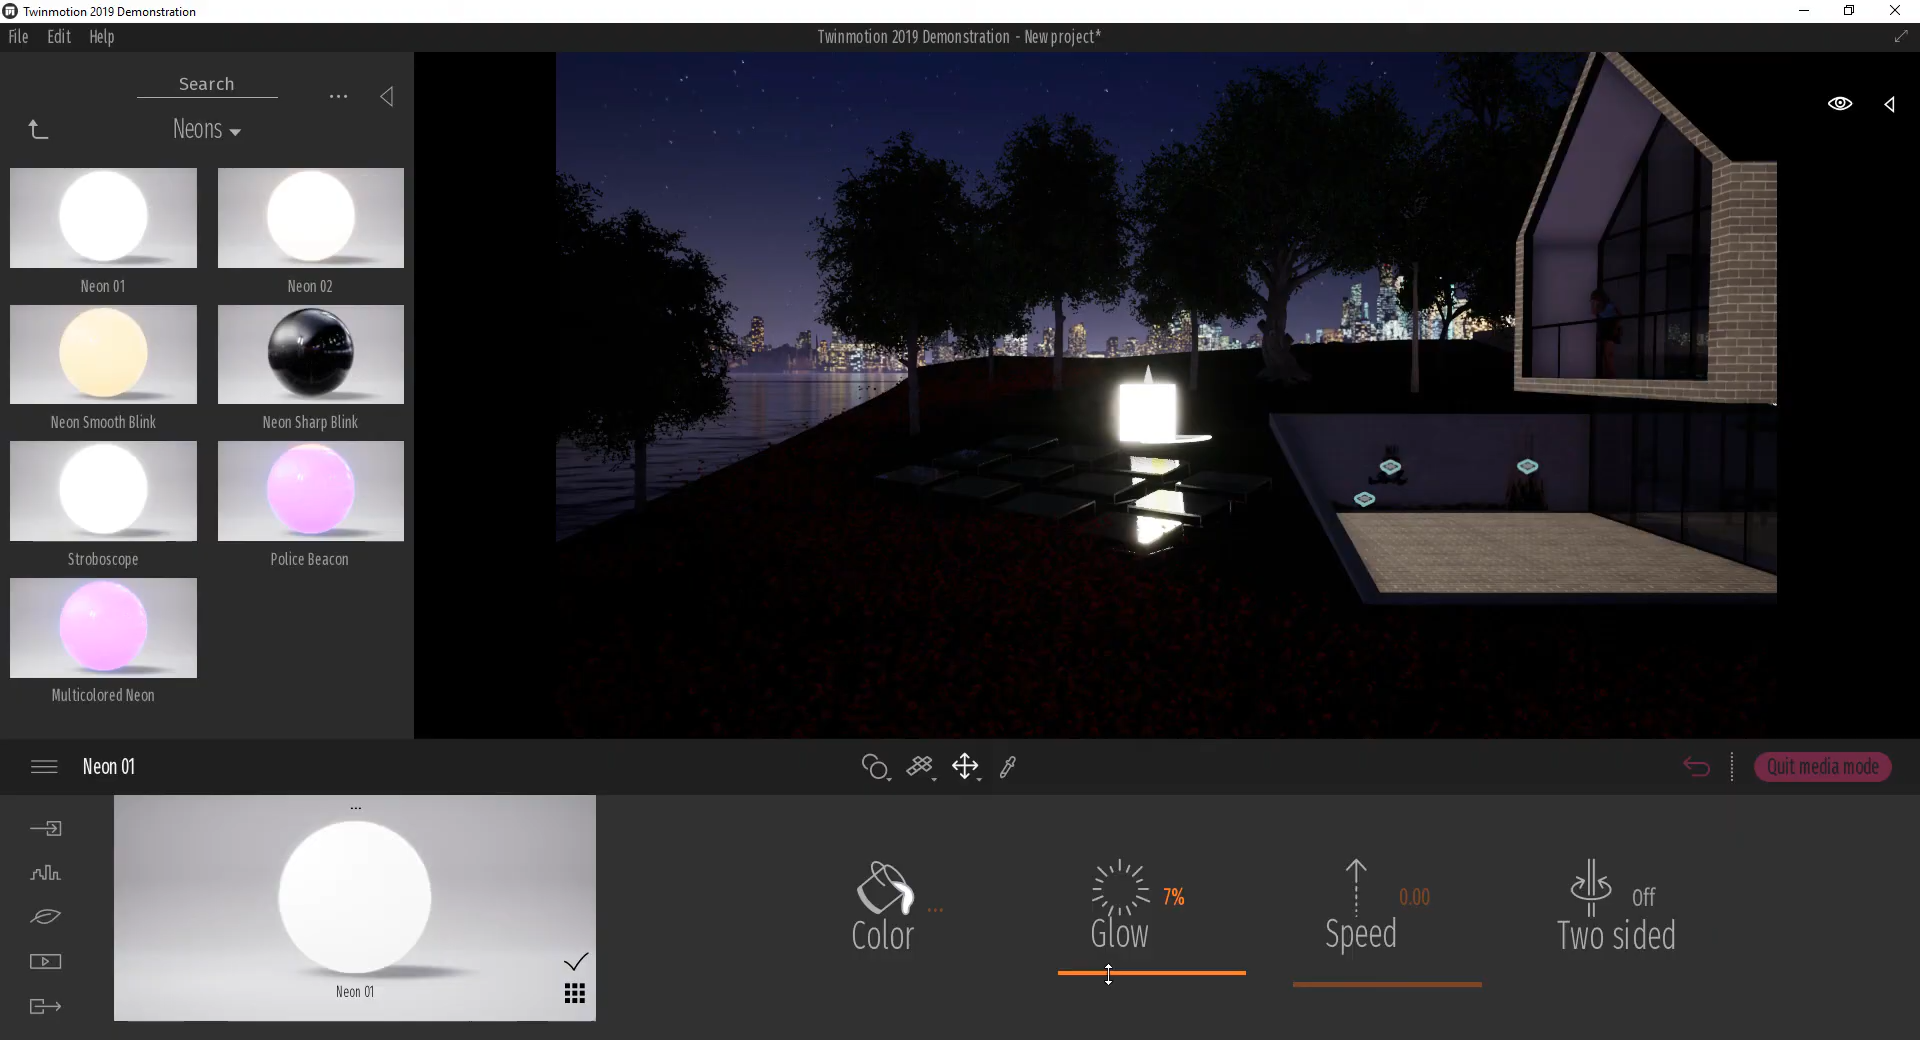 Twinmotion 2019 Demonstration
File Edit Help
Twinmotion 2019 Demonstration - New project*
Search
...
Neons
Neon 01
Neon 02
Neon Smooth Blink
Neon Sharp Blink
Stroboscope
Police Beacon
Multicolored Neon
Neon 01
Quit media mode
...
Neon 01
...
Color
7%
Glow
0.00
Speed
Off
Two sided